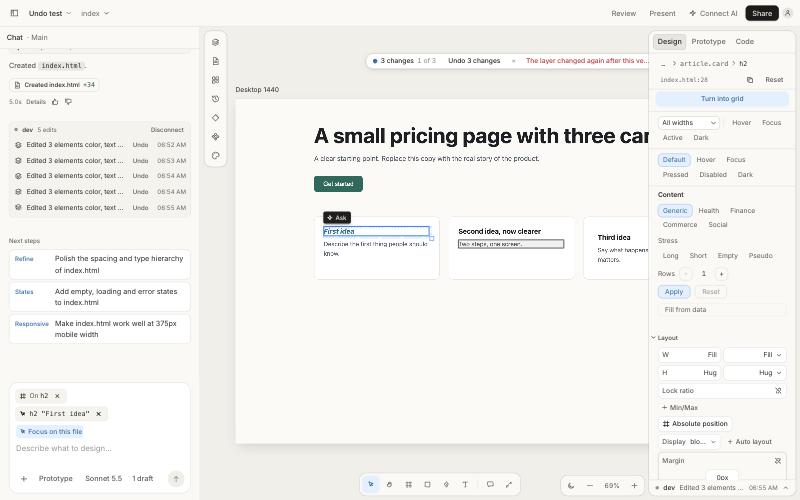 Undo test
index
Review
Present
Connect AI
Share
Chat · Main
Created index.html.
Created index.html +34
5.0s Details
dev 5 edits Disconnect
Edited 3 elements color, text ... Undo 06:52 AM
Edited 3 elements color, text ... Undo 06:53 AM
Edited 3 elements color, text ... Undo 06:54 AM
Edited 3 elements color, text ... Undo 06:54 AM
Edited 3 elements color, text ... Undo 06:55 AM
Next steps
Refine Polish the spacing and type hierarchy
of index.html
States Add empty, loading and error states
to index.html
Responsive Make index.html work well at 375px
mobile width
On h2 ×
h2 "First idea" ×
Focus on this file
Describe what to design...
+ Prototype Sonnet 5.5 1 draft
3 changes 1 of 3 Undo 3 changes × The layer changed again after this ve...
Desktop 1440
A small pricing page with three car
A clear starting point. Replace this copy with the real story of the product.
Get started
Ask
First idea
Describe the first thing people should
know.
Second idea, now clearer
Two steps, one screen.
Third idea
Say what happens
matters.
T
69%
Design Prototype Code
... > article.card > h2
index.html:28 Reset
Turn into grid
All widths Hover Focus
Active Dark
Default Hover Focus
Pressed Disabled Dark
Content
Generic Health Finance
Commerce Social
Stress
Long Short Empty Pseudo
Rows - 1 +
Apply Reset
Fill from data
Layout
W Fill Fill
H Hug Hug
Lock ratio
+ Min/Max
Absolute position
Display blo... + Auto layout
Margin
0px
dev Edited 3 elements ... 06:55 AM